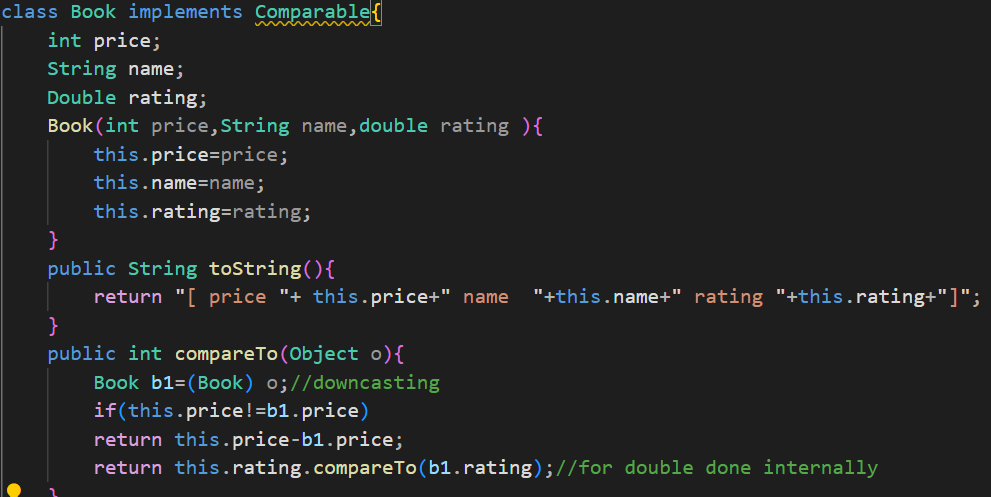 class Book implements Comparable{
    int price;
    String name;
    Double rating;
    Book(int price,String name,double rating ){
        this.price=price;
        this.name=name;
        this.rating=rating;
    }
    public String toString(){
        return "[ price "+ this.price+" name  "+this.name+" rating "+this.rating+"]";
    }
    public int compareTo(Object o){
        Book b1=(Book) o;//downcasting
        if(this.price!=b1.price)
        return this.price-b1.price;
        return this.rating.compareTo(b1.rating);//for double done internally
    }